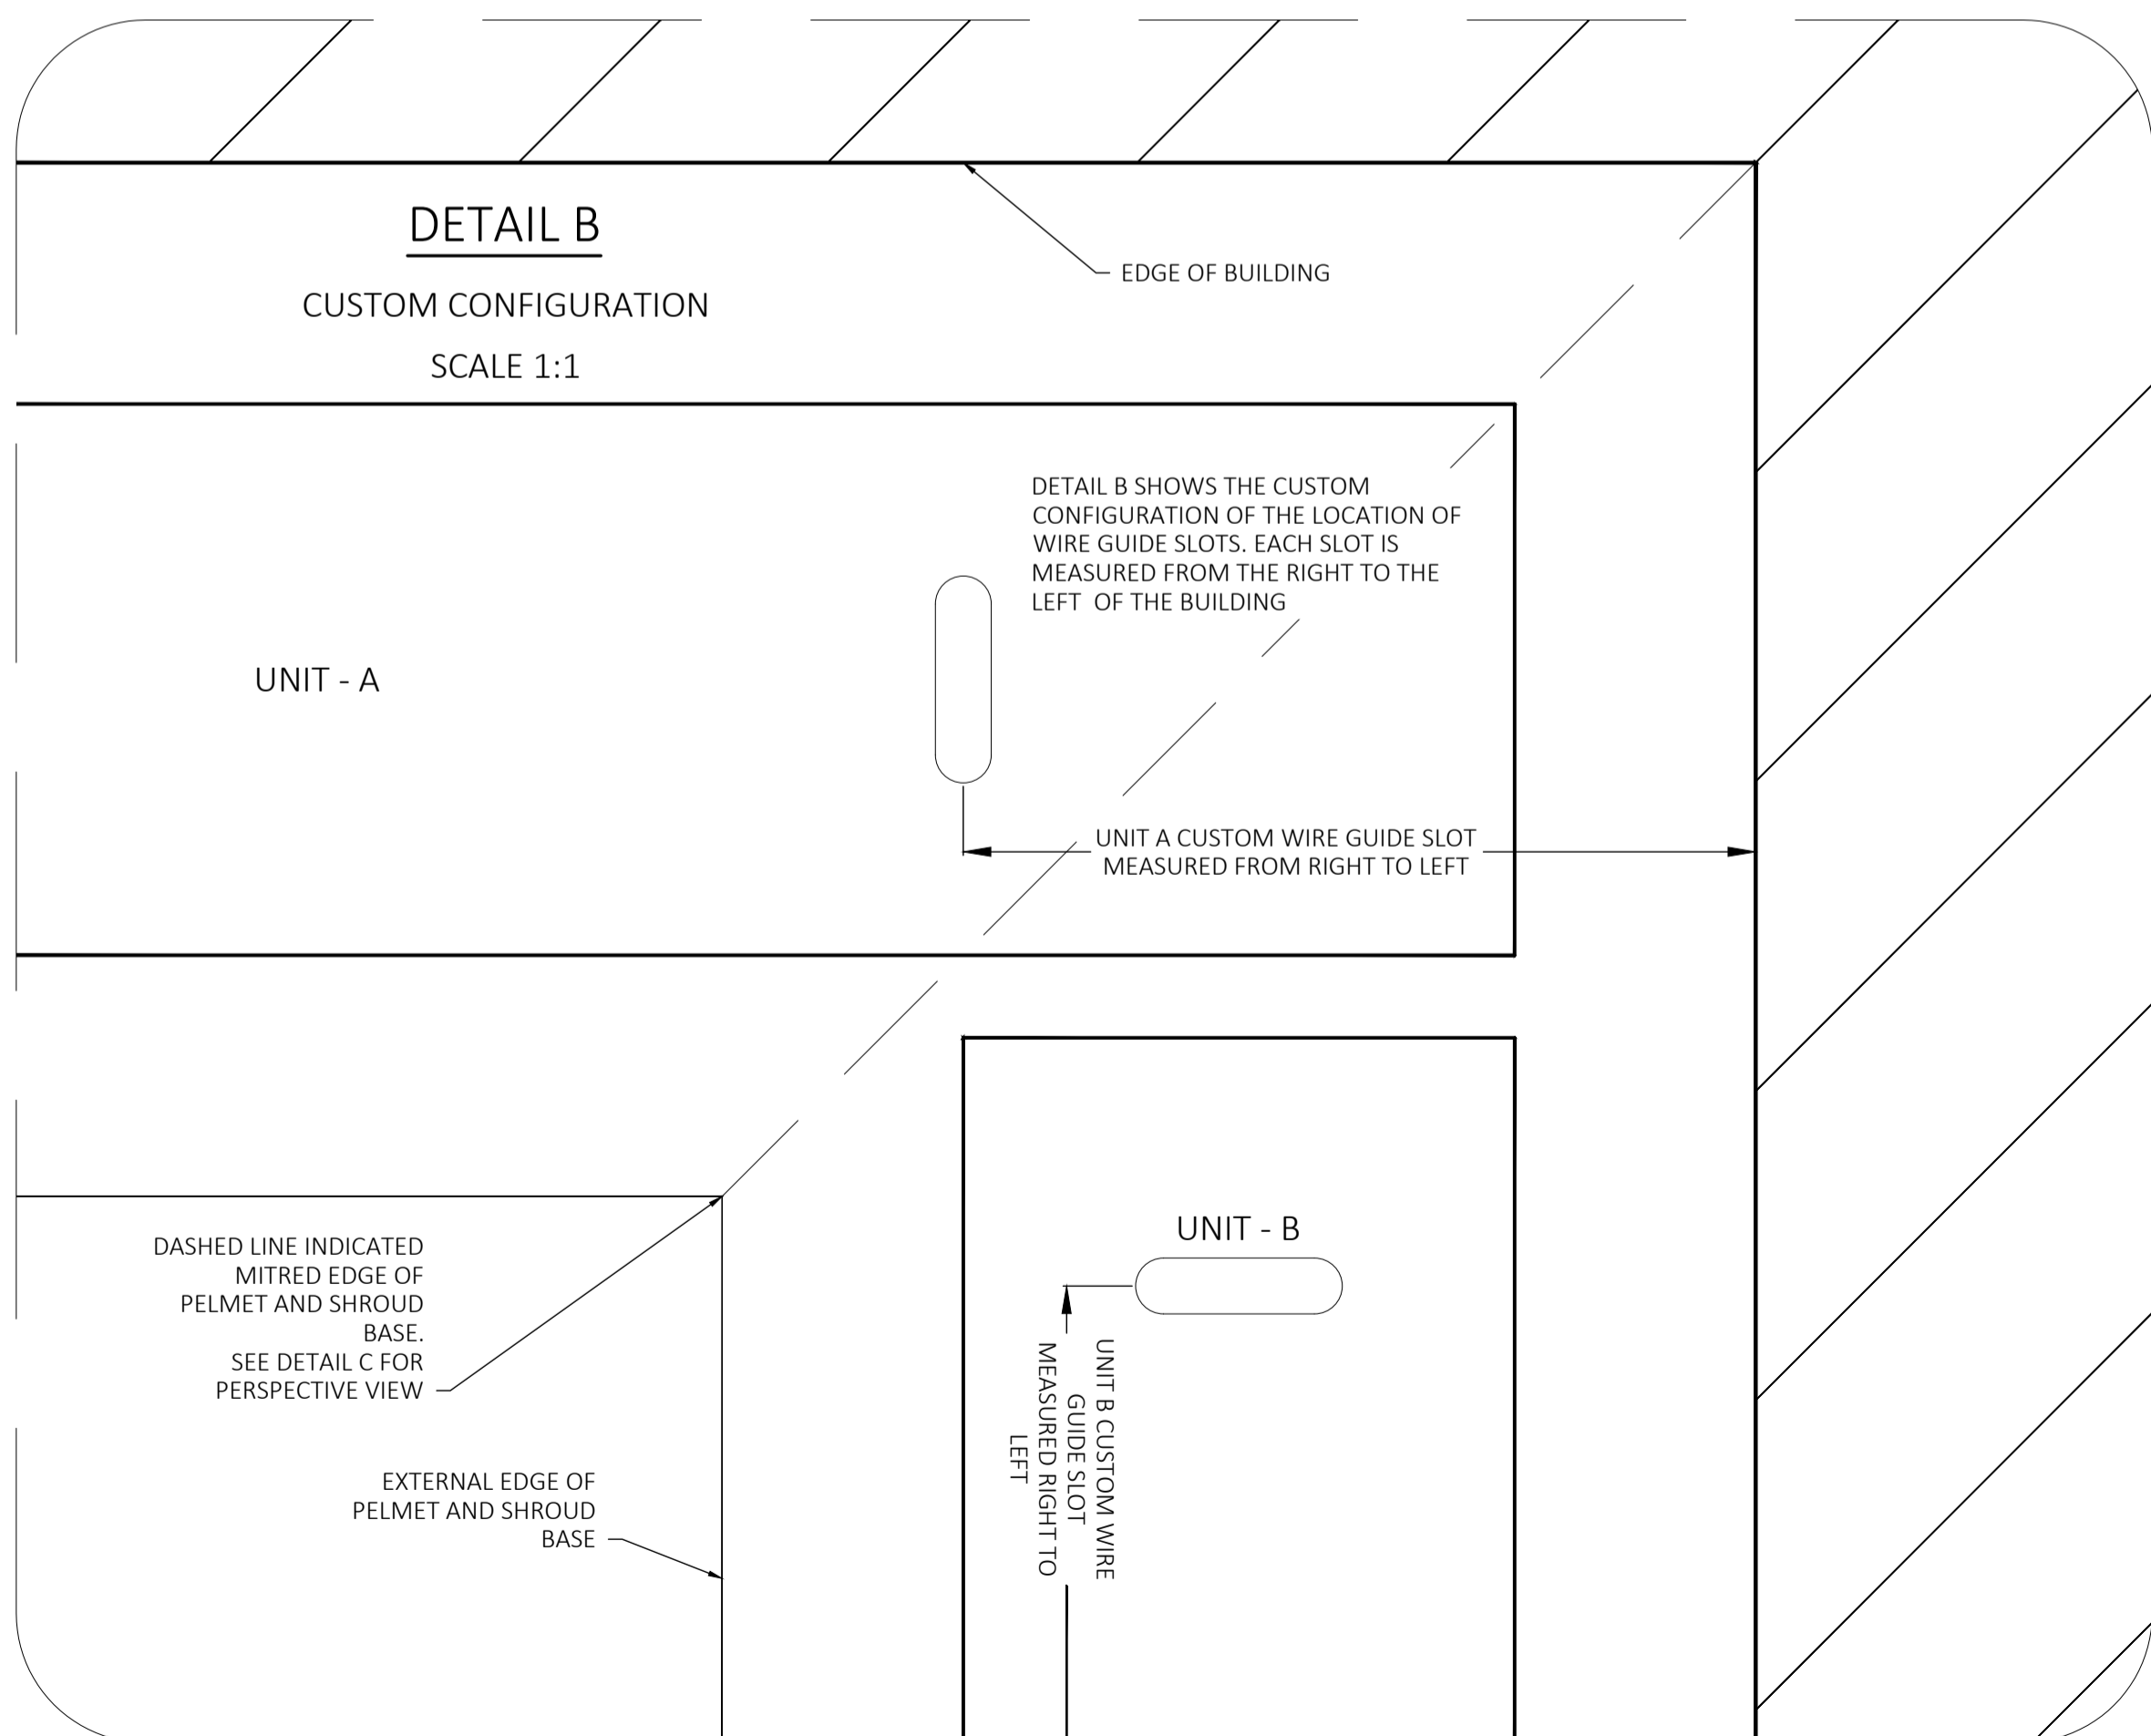 DETAIL B
CUSTOM CONFIGURATION
SCALE 1:1
EDGE OF BUILDING
DETAIL B SHOWS THE CUSTOM
CONFIGURATION OF THE LOCATION OF
WIRE GUIDE SLOTS. EACH SLOT IS
MEASURED FROM THE RIGHT TO THE
LEFT  OF THE BUILDING
UNIT - A
UNIT A CUSTOM WIRE GUIDE SLOT
MEASURED FROM RIGHT TO LEFT
UNIT - B
DASHED LINE INDICATED
MITRED EDGE OF
PELMET AND SHROUD
BASE.
SEE DETAIL C FOR
PERSPECTIVE VIEW
UNIT B CUSTOM WIRE
GUIDE SLOT
MEASURED RIGHT TO
LEFT
EXTERNAL EDGE OF
PELMET AND SHROUD
BASE